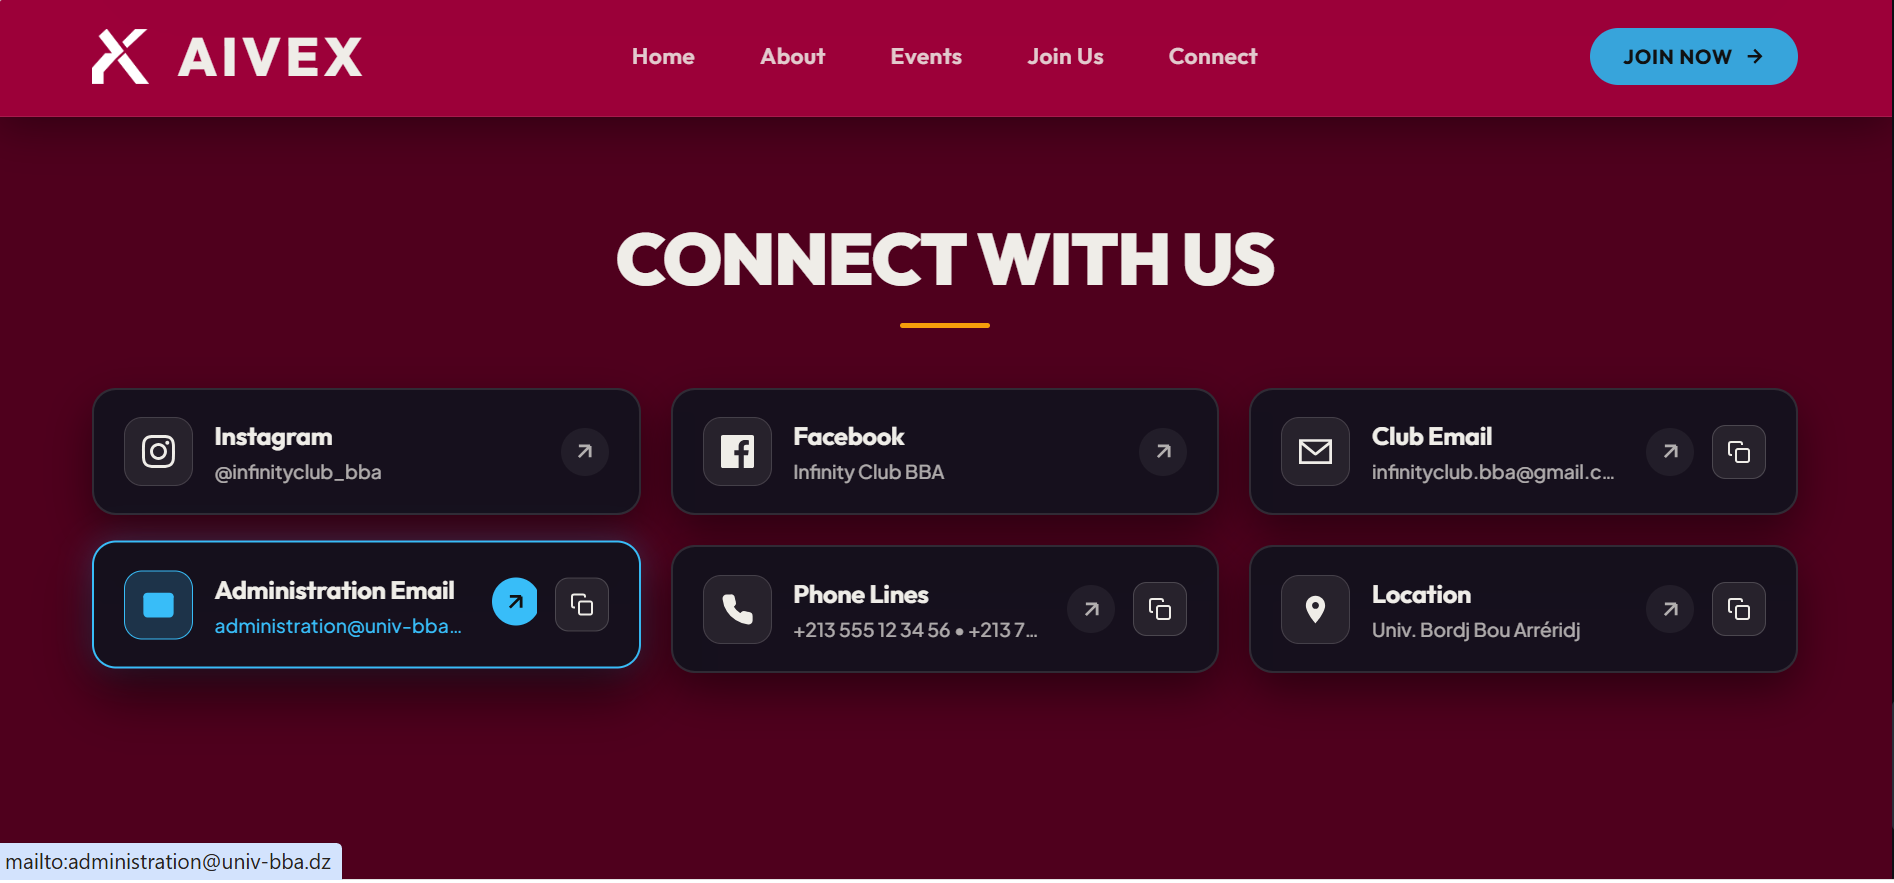 AIVEX
Home
About
Events
Join Us
Connect
JOIN NOW →
CONNECT WITH US
Instagram
@infinityclub_bba
Facebook
Infinity Club BBA
Club Email
infinityclub.bba@gmail.c...
Administration Email
administration@univ-bba...
Phone Lines
+213 555 12 34 56 • +213 7...
Location
Univ. Bordj Bou Arréridj
mailto:administration@univ-bba.dz